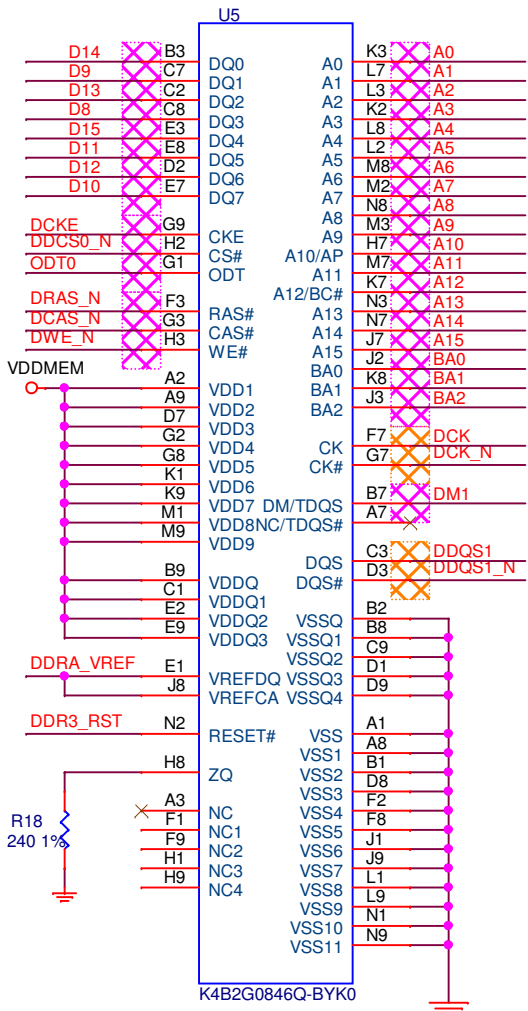 U5
D14 B3 DQ0 A0 K3 A0
D9 C7 DQ1 A1 L7 A1
D13 C2 DQ2 A2 L3 A2
D8 C8 DQ3 A3 K2 A3
D15 E3 DQ4 A4 L8 A4
D11 E8 DQ5 A5 L2 A5
D12 D2 DQ6 A6 M8 A6
D10 E7 DQ7 A7 M2 A7
A8 N8 A8
DCKE G9 CKE A9 M3 A9
DDCS0_N H2 CS# A10/AP H7 A10
ODT0 G1 ODT A11 M7 A11
A12/BC# K7 A12
DRAS_N F3 RAS# A13 N3 A13
DCAS_N G3 CAS# A14 N7 A14
DWE_N H3 WE# A15 J7 A15
VDDMEM BA0 J2 BA0
A2 VDD1 BA1 K8 BA1
A9 VDD2 BA2 J3 BA2
D7 VDD3
G2 VDD4 CK F7 DCK
G8 VDD5 CK# G7 DCK_N
K1 VDD6
K9 VDD7 DM/TDQS B7 DM1
M1 VDD8 NC/TDQS# A7
M9 VDD9
DQS C3 DDQS1
B9 VDDQ DQS# D3 DDQS1_N
C1 VDDQ1
E2 VDDQ2 VSSQ B2
E9 VDDQ3 VSSQ1 B8
VSSQ2 C9
DDRA_VREF E1 VREFDQ VSSQ3 D1
J8 VREFCA VSSQ4 D9
DDR3_RST N2 RESET# VSS A1
VSS1 A8
H8 ZQ VSS2 B1
VSS3 D8
A3 NC VSS4 F2
R18 F1 NC1 VSS5 F8
240 1% F9 NC2 VSS6 J1
H1 NC3 VSS7 J9
H9 NC4 VSS8 L1
VSS9 L9
VSS10 N1
VSS11 N9
K4B2G0846Q-BYK0